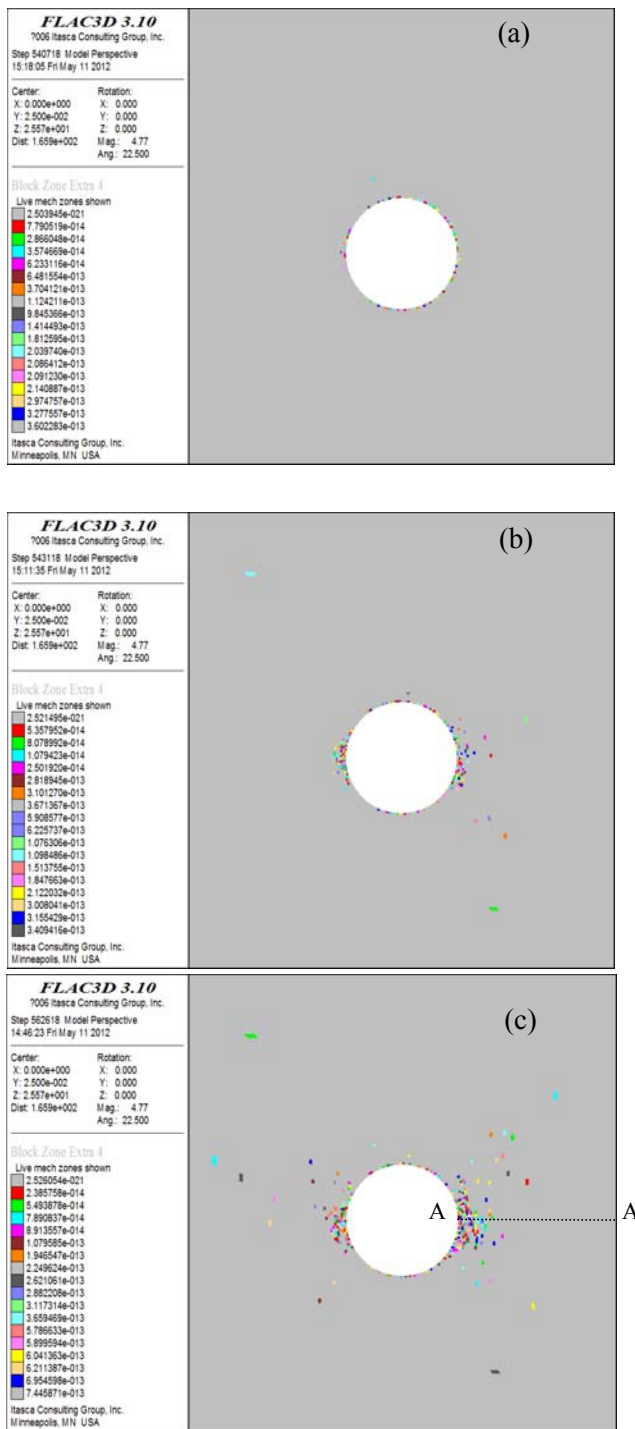 FLAC3D 3.10
?006 Itasca Consulting Group, Inc.
Step 540718 Model Perspective
15:18:05 Fri May 11 2012
Center: Rotation:
X: 0.000e+000 X: 0.000
Y: 2.500e-002 Y: 0.000
Z: 2.557e+001 Z: 0.000
Dist: 1.659e+002 Mag.: 4.77
Ang.: 22.500
Block Zone Extra 4
Live mech zones shown
2.503945e-021
7.790519e-014
2.866048e-014
3.574669e-014
6.233116e-014
6.481554e-013
3.704121e-013
1.124211e-013
9.845366e-013
1.414493e-013
1.812595e-013
2.039740e-013
2.086412e-013
2.091230e-013
2.140887e-013
2.974757e-013
3.277557e-013
3.602283e-013
Itasca Consulting Group, Inc.
Minneapolis, MN USA
(a)
FLAC3D 3.10
?006 Itasca Consulting Group, Inc.
Step 543118 Model Perspective
15:11:35 Fri May 11 2012
Center: Rotation:
X: 0.000e+000 X: 0.000
Y: 2.500e-002 Y: 0.000
Z: 2.557e+001 Z: 0.000
Dist: 1.659e+002 Mag.: 4.77
Ang.: 22.500
Block Zone Extra 4
Live mech zones shown
2.521495e-021
5.357952e-014
8.078992e-014
1.079423e-014
2.501920e-014
2.818945e-013
3.101270e-013
3.671367e-013
5.908577e-013
6.225737e-013
1.076306e-013
1.098486e-013
1.513755e-013
1.847663e-013
2.122032e-013
3.008041e-013
3.155429e-013
3.409416e-013
Itasca Consulting Group, Inc.
Minneapolis, MN USA
(b)
FLAC3D 3.10
?006 Itasca Consulting Group, Inc.
Step 562618 Model Perspective
14:46:23 Fri May 11 2012
Center: Rotation:
X: 0.000e+000 X: 0.000
Y: 2.500e-002 Y: 0.000
Z: 2.557e+001 Z: 0.000
Dist: 1.659e+002 Mag.: 4.77
Ang.: 22.500
Block Zone Extra 4
Live mech zones shown
2.526054e-021
2.385758e-014
5.493878e-014
7.890837e-014
8.913557e-014
1.079585e-013
1.946547e-013
2.249624e-013
2.621061e-013
2.882208e-013
3.117314e-013
3.659469e-013
5.786633e-013
5.899594e-013
6.041363e-013
6.211387e-013
6.954598e-013
7.445871e-013
Itasca Consulting Group, Inc.
Minneapolis, MN USA
(c)
A A